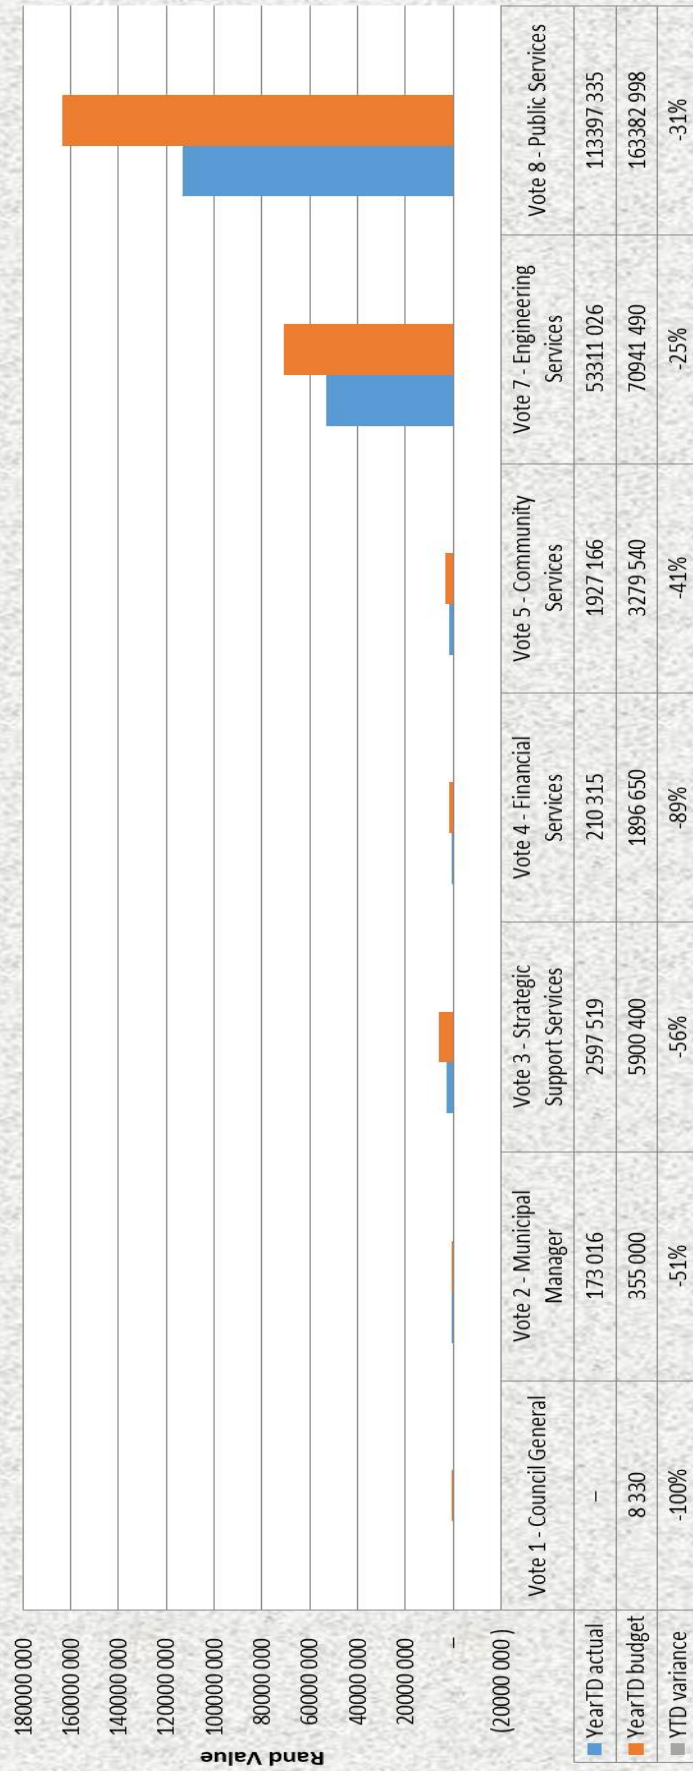 Rand Value
180000 000
160000 000
140000 000
120000 000
100000 000
80000 000
60000 000
40000 000
20000 000
–
(20000 000 )
Vote 1 - Council General
Vote 2 - Municipal
Manager
Vote 3 - Strategic
Support Services
Vote 4 - Financial
Services
Vote 5 - Community
Services
Vote 7 - Engineering
Services
Vote 8 - Public Services
YearTD actual – 173 016 2597 519 210 315 1927 166 53311 026 113397 335
YearTD budget 8 330 355 000 5900 400 1896 650 3279 540 70941 490 163382 998
YTD variance -100% -51% -56% -89% -41% -25% -31%